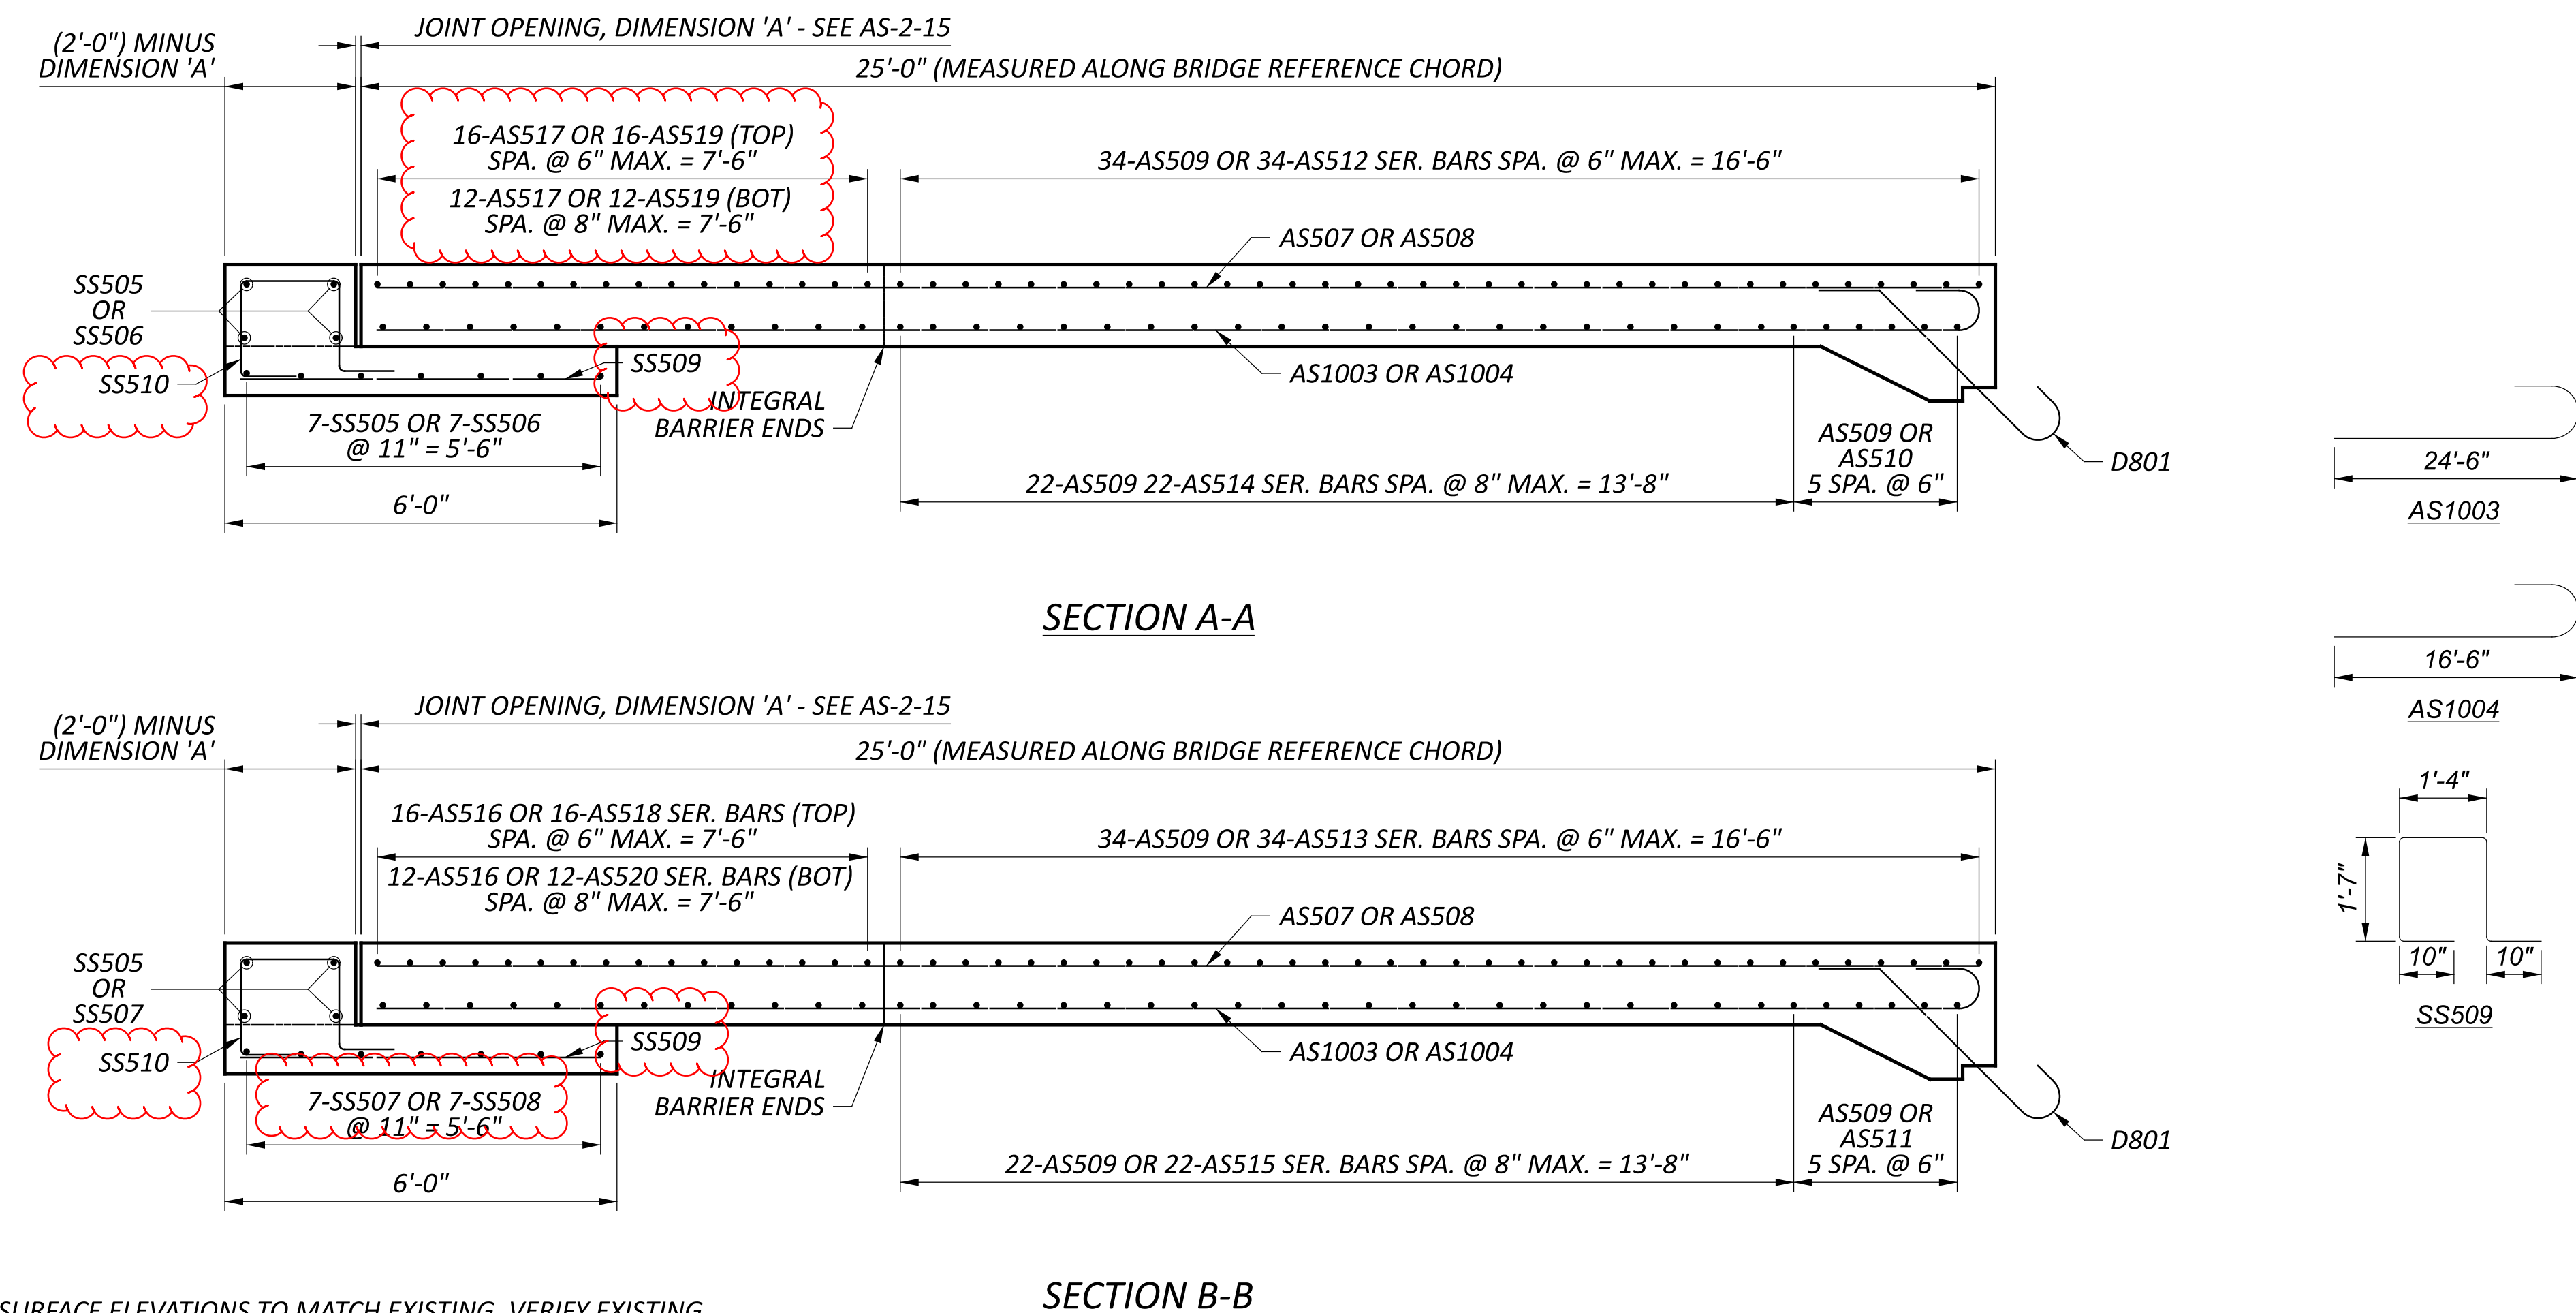 JOINT OPENING, DIMENSION 'A' - SEE AS-2-15
(2'-0") MINUS
DIMENSION 'A'
25'-0" (MEASURED ALONG BRIDGE REFERENCE CHORD)
16-AS517 OR 16-AS519 (TOP)
SPA. @ 6" MAX. = 7'-6"
12-AS517 OR 12-AS519 (BOT)
SPA. @ 8" MAX. = 7'-6"
34-AS509 OR 34-AS512 SER. BARS SPA. @ 6" MAX. = 16'-6"
AS507 OR AS508
SS505
OR
SS506
SS510
SS509
AS1003 OR AS1004
INTEGRAL
BARRIER ENDS
7-SS505 OR 7-SS506
@ 11" = 5'-6"
6'-0"
22-AS509 22-AS514 SER. BARS SPA. @ 8" MAX. = 13'-8"
AS509 OR
AS510
5 SPA. @ 6"
D801
SECTION A-A
24'-6"
AS1003
16'-6"
AS1004
1'-4"
1'-7"
10"
10"
SS509
JOINT OPENING, DIMENSION 'A' - SEE AS-2-15
(2'-0") MINUS
DIMENSION 'A'
25'-0" (MEASURED ALONG BRIDGE REFERENCE CHORD)
16-AS516 OR 16-AS518 SER. BARS (TOP)
SPA. @ 6" MAX. = 7'-6"
12-AS516 OR 12-AS520 SER. BARS (BOT)
SPA. @ 8" MAX. = 7'-6"
34-AS509 OR 34-AS513 SER. BARS SPA. @ 6" MAX. = 16'-6"
AS507 OR AS508
SS505
OR
SS507
SS510
SS509
AS1003 OR AS1004
INTEGRAL
BARRIER ENDS
7-SS507 OR 7-SS508
@ 11" = 5'-6"
6'-0"
22-AS509 OR 22-AS515 SER. BARS SPA. @ 8" MAX. = 13'-8"
AS509 OR
AS511
5 SPA. @ 6"
D801
SECTION B-B
SURFACE ELEVATIONS TO MATCH EXISTING. VERIFY EXISTING